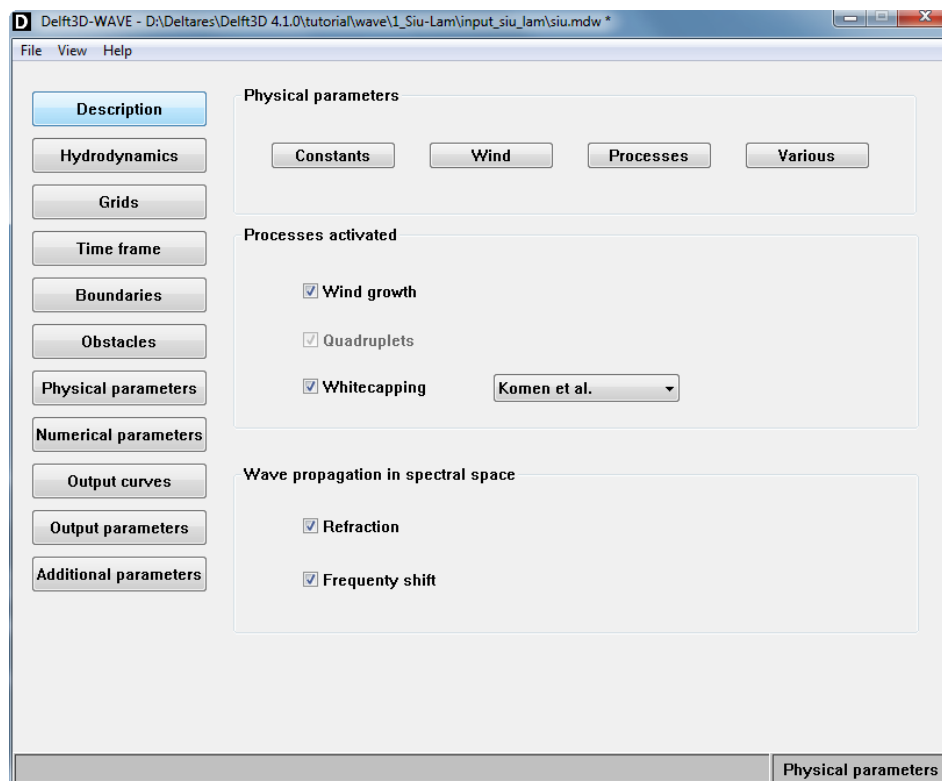 D Delft3D-WAVE - D:\Deltares\Delft3D 4.1.0\tutorial\wave\1_Siu-Lam\input_siu_lam\siu.mdw *
File View Help
Description
Hydrodynamics
Grids
Time frame
Boundaries
Obstacles
Physical parameters
Numerical parameters
Output curves
Output parameters
Additional parameters
Physical parameters
Constants Wind Processes Various
Processes activated
Wind growth
Quadruplets
Whitecapping Komen et al.
Wave propagation in spectral space
Refraction
Frequenty shift
Physical parameters